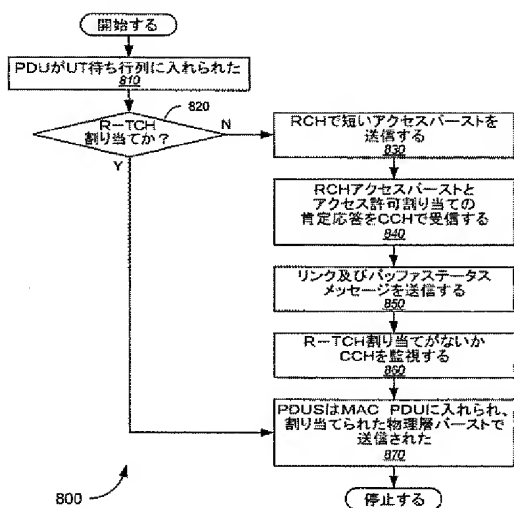 開始する
PDUがUT待ち行列に入れられた
810
820
R－TCH
割り当てか？
N
Y
RCHで短いアクセスバーストを
送信する
830
RCHアクセスバーストと
アクセス許可割り当ての
肯定応答をCCHで受信する
840
リンク及びバッファステータス
メッセージを送信する
850
R－TCH割り当てがないか
CCHを監視する
860
PDUSはMAC PDUに入れられ、
割り当てられた物理層バーストで
送信された
870
停止する
800